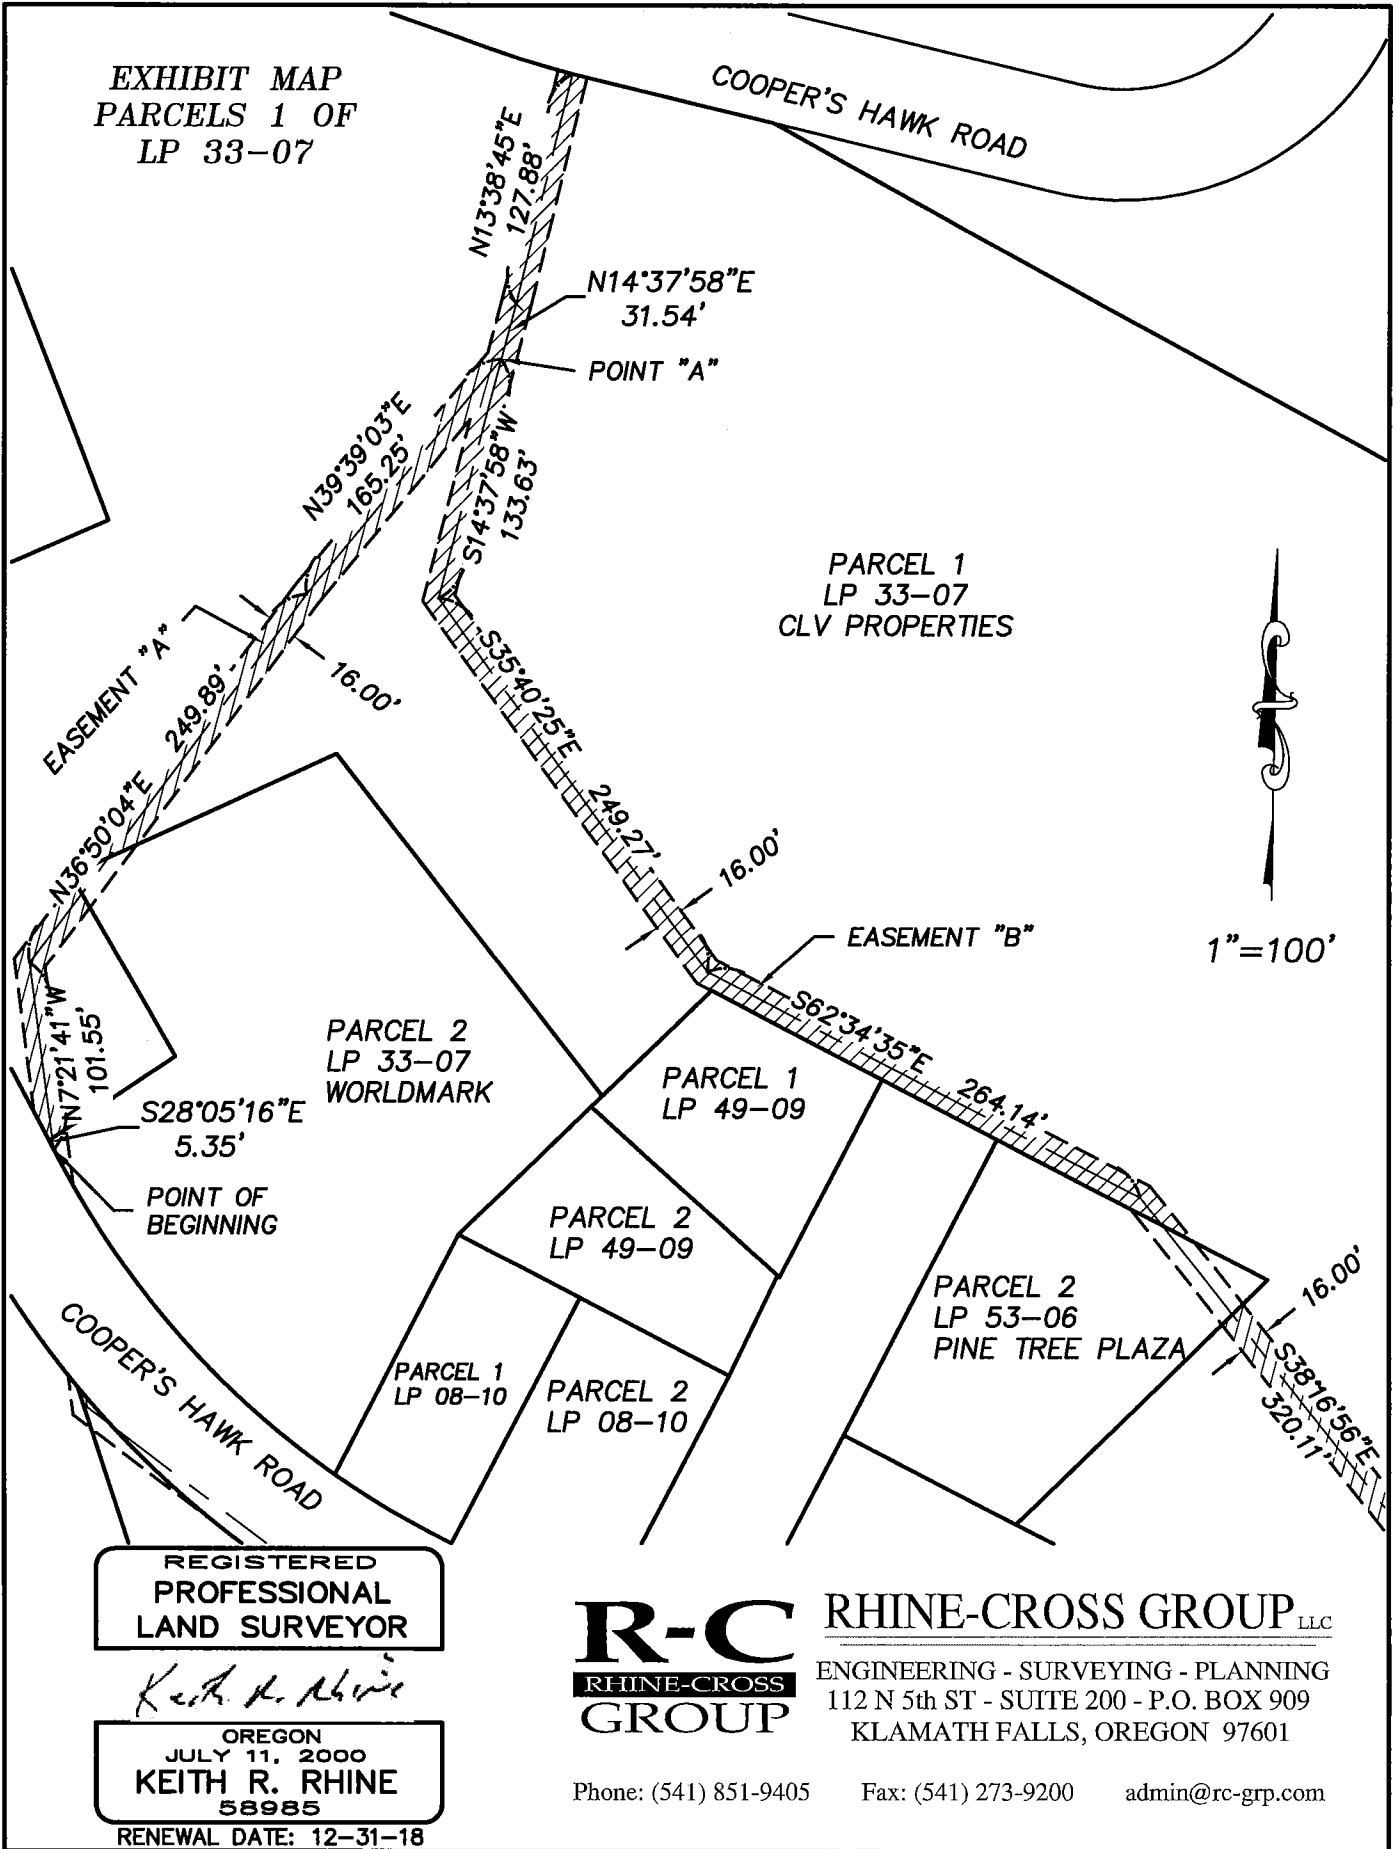 EXHIBIT MAP
PARCELS 1 OF
LP 33-07
COOPER'S HAWK ROAD
N13°38'45"E
127.88'
N14°37'58"E
31.54'
POINT "A"
N39°39'03"E
165.25'
S14°37'58"W
133.63'
PARCEL 1
LP 33-07
CLV PROPERTIES
EASEMENT "A"
16.00'
S35°40'25"E
249.27'
N36°50'04"E
249.89'
16.00'
EASEMENT "B"
1"=100'
S62°34'35"E
264.14'
N7°21'41"W
101.55'
PARCEL 2
LP 33-07
WORLDMARK
PARCEL 1
LP 49-09
S28°05'16"E
5.35'
POINT OF
BEGINNING
PARCEL 2
LP 49-09
PARCEL 2
LP 53-06
PINE TREE PLAZA
16.00'
S38°16'56"E
320.11'
COOPER'S HAWK ROAD
PARCEL 1
LP 08-10
PARCEL 2
LP 08-10
REGISTERED
PROFESSIONAL
LAND SURVEYOR
Keith R. Rhine
OREGON
JULY 11, 2000
KEITH R. RHINE
58985
RENEWAL DATE: 12-31-18
R-C
RHINE-CROSS
GROUP
RHINE-CROSS GROUP LLC
ENGINEERING - SURVEYING - PLANNING
112 N 5th ST - SUITE 200 - P.O. BOX 909
KLAMATH FALLS, OREGON 97601
Phone: (541) 851-9405 Fax: (541) 273-9200 admin@rc-grp.com